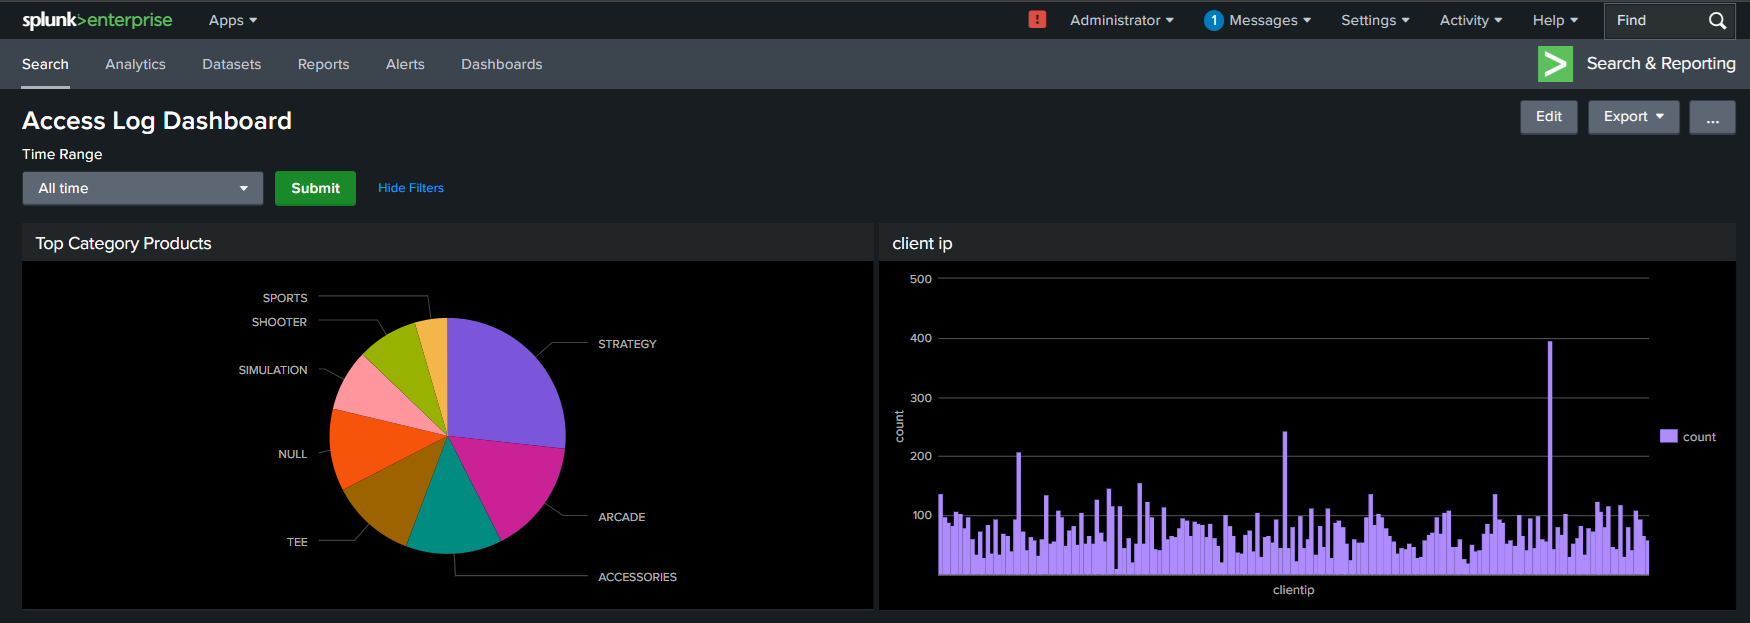 splunk>enterprise Apps ! Administrator 1 Messages Settings Activity Help Find
Search Analytics Datasets Reports Alerts Dashboards > Search & Reporting
Access Log Dashboard Edit Export ...
Time Range
All time Submit Hide Filters
Top Category Products
SPORTS
SHOOTER
STRATEGY
SIMULATION
NULL
ARCADE
TEE
ACCESSORIES
client ip
500
400
300
200
100
count
count
clientip